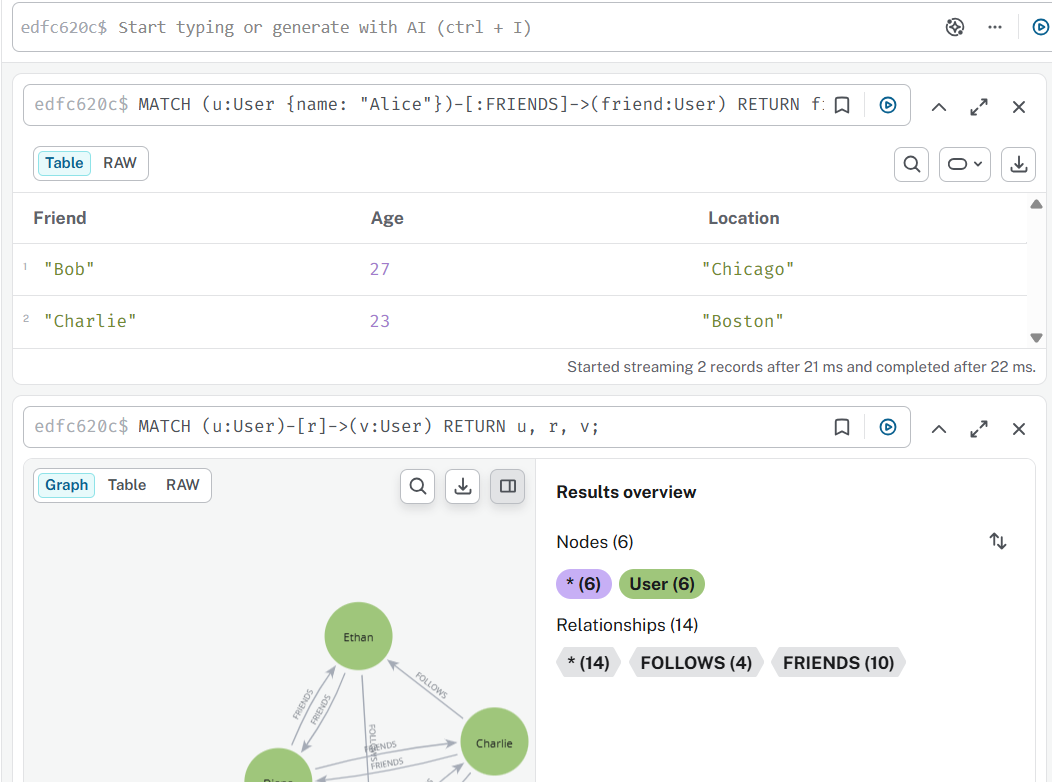 edfc620c$ Start typing or generate with AI (ctrl + I)
edfc620c$ MATCH (u:User {name: "Alice"})-[:FRIENDS]->(friend:User) RETURN f
Table RAW
Friend Age Location
1 "Bob" 27 "Chicago"
2 "Charlie" 23 "Boston"
Started streaming 2 records after 21 ms and completed after 22 ms.
edfc620c$ MATCH (u:User)-[r]->(v:User) RETURN u, r, v;
Graph Table RAW
Results overview
Nodes (6)
* (6) User (6)
Relationships (14)
* (14) FOLLOWS (4) FRIENDS (10)
Ethan
FOLLOWS
FRIENDS
FRIENDS
FOLLOWS
FRIENDS
Charlie
FRIENDS